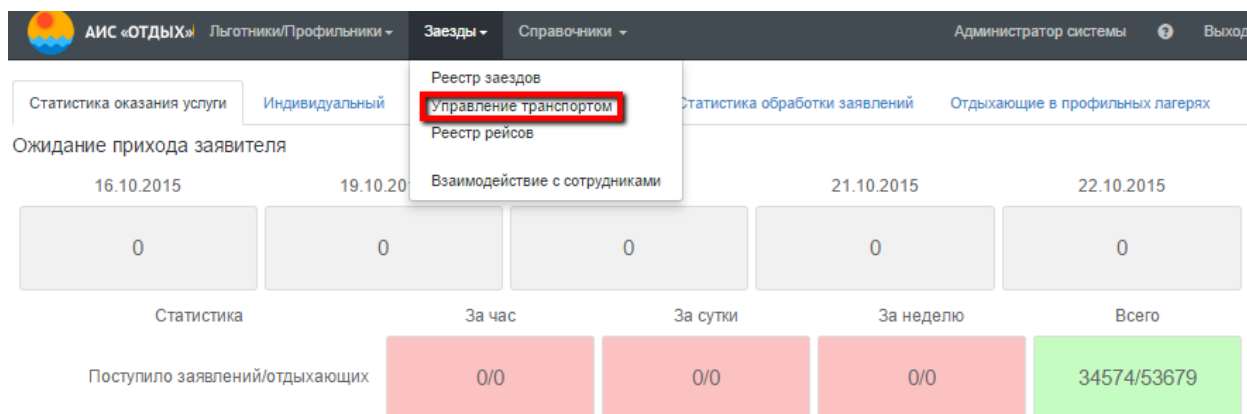 АИС «ОТДЫХ» Льготники/Профильники Заезды Справочники Администратор системы ? Выход
Реестр заездов
Управление транспортом
Реестр рейсов
Взаимодействие с сотрудниками
Статистика оказания услуги Индивидуальный Статистика обработки заявлений Отдыхающие в профильных лагерях
Ожидание прихода заявителя
16.10.2015 19.10.20 21.10.2015 22.10.2015
0 0 0 0 0
Статистика За час За сутки За неделю Всего
Поступило заявлений/отдыхающих 0/0 0/0 0/0 34574/53679